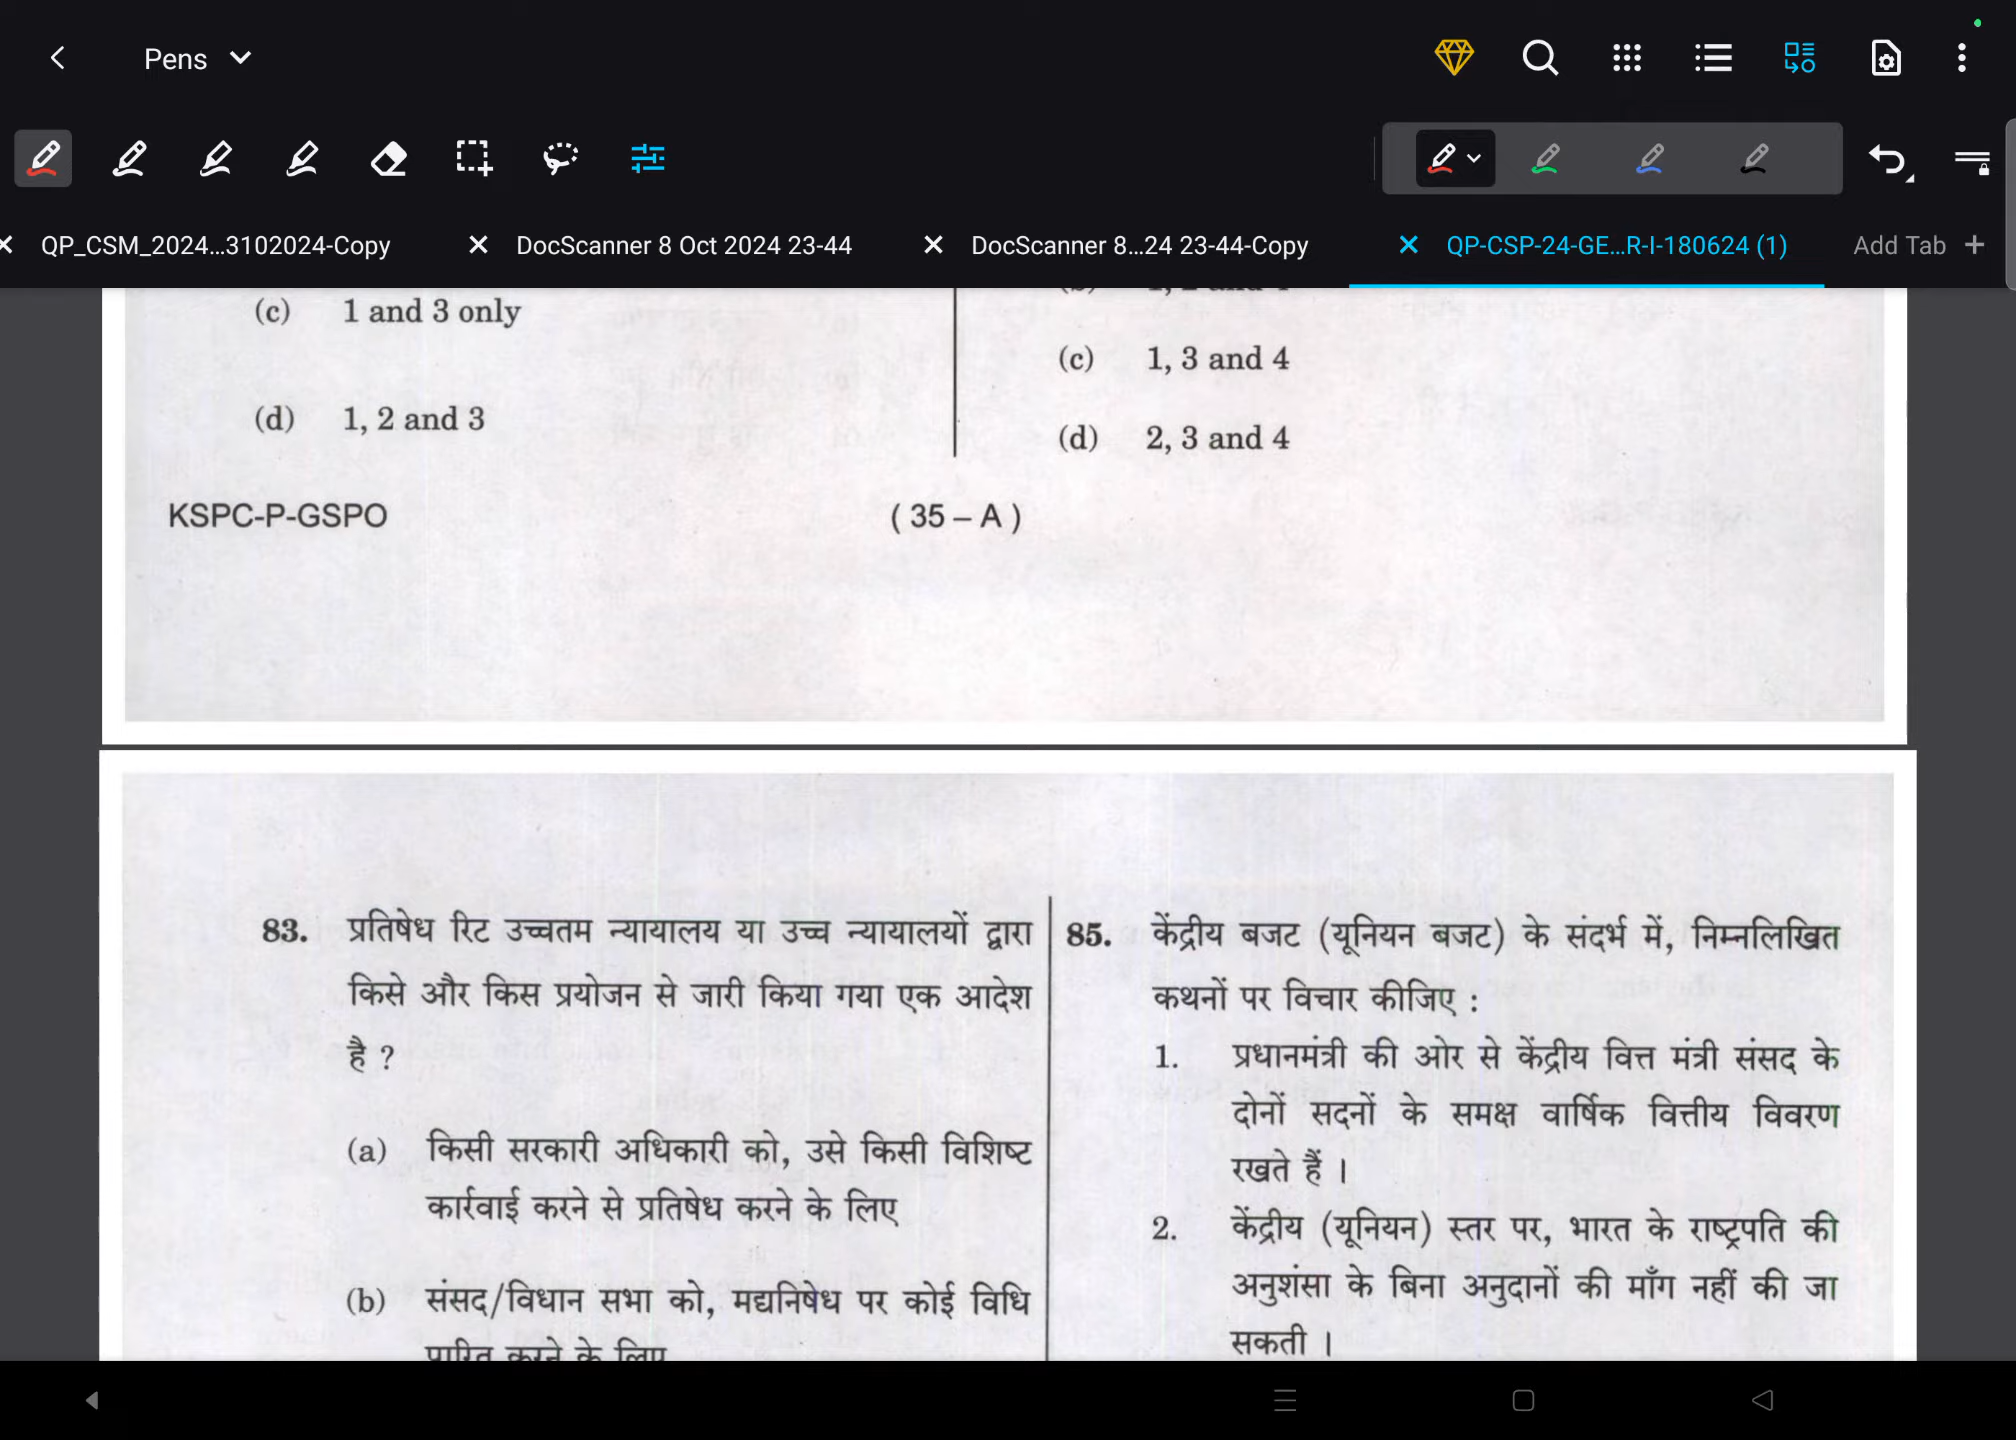 Pens
QP_CSM_2024...3102024-Copy
DocScanner 8 Oct 2024 23-44
DocScanner 8...24 23-44-Copy
QP-CSP-24-GE...R-I-180624 (1)
Add Tab +
(c) 1 and 3 only
(d) 1, 2 and 3
(c) 1, 3 and 4
(d) 2, 3 and 4
KSPC-P-GSPO
( 35 – A )
83. प्रतिषेध रिट उच्चतम न्यायालय या उच्च न्यायालयों द्वारा
किसे और किस प्रयोजन से जारी किया गया एक आदेश
है ?
(a) किसी सरकारी अधिकारी को, उसे किसी विशिष्ट
कार्रवाई करने से प्रतिषेध करने के लिए
(b) संसद/विधान सभा को, मद्यनिषेध पर कोई विधि
पारित करने के लिए
85. केंद्रीय बजट (यूनियन बजट) के संदर्भ में, निम्नलिखित
कथनों पर विचार कीजिए :
1. प्रधानमंत्री की ओर से केंद्रीय वित्त मंत्री संसद के
दोनों सदनों के समक्ष वार्षिक वित्तीय विवरण
रखते हैं ।
2. केंद्रीय (यूनियन) स्तर पर, भारत के राष्ट्रपति की
अनुशंसा के बिना अनुदानों की माँग नहीं की जा
सकती ।